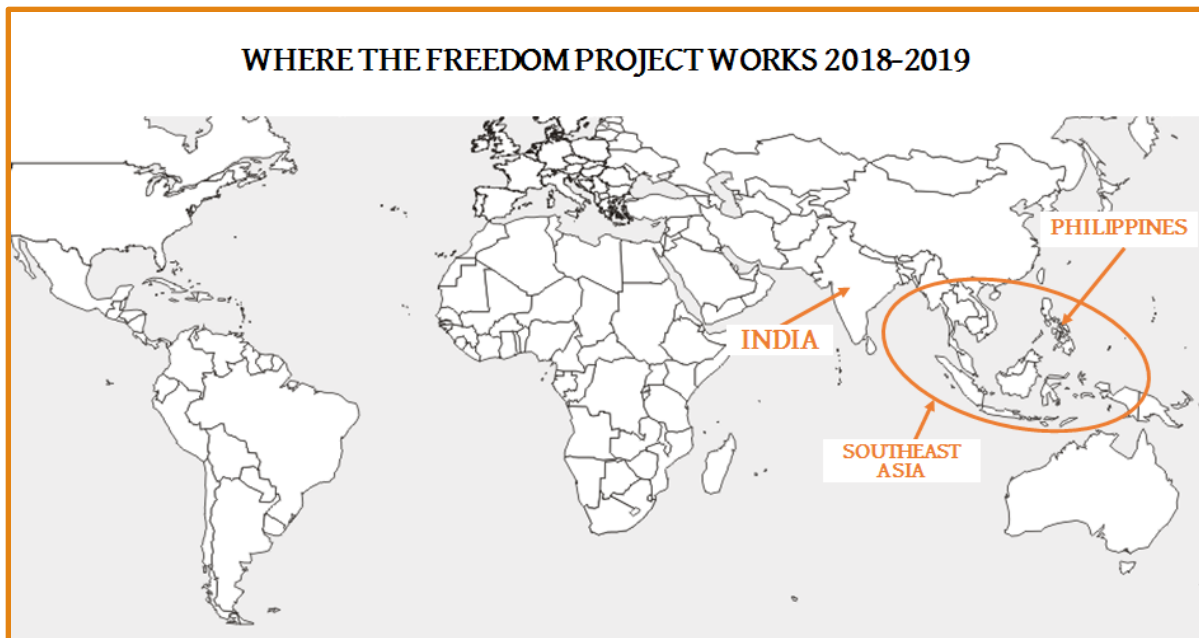 WHERE THE FREEDOM PROJECT WORKS 2018-2019
PHILIPPINES
INDIA
SOUTHEAST
ASIA